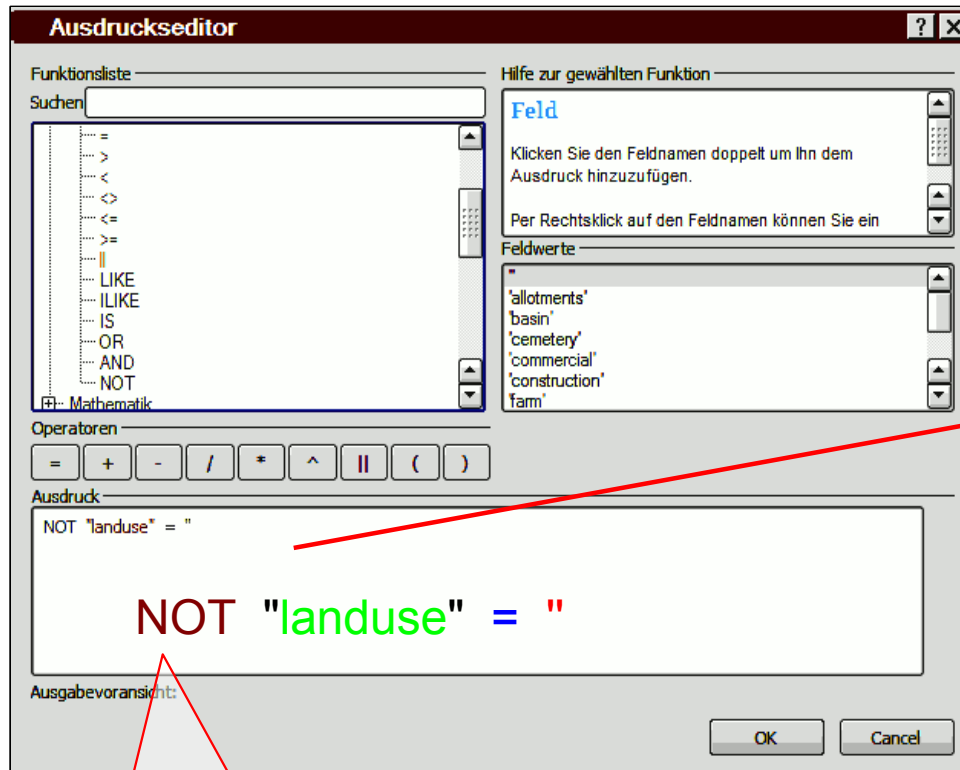 Ausdruckseditor
?
X
Funktionsliste
Suchen
=
>
<
<>
<=
>=
||
LIKE
ILIKE
IS
OR
AND
NOT
Mathematik
Hilfe zur gewählten Funktion
Feld
Klicken Sie den Feldnamen doppelt um Ihn dem
Ausdruck hinzuzufügen.
Per Rechtsklick auf den Feldnamen können Sie ein
Feldwerte
''
'allotments'
'basin'
'cemetery'
'commercial'
'construction'
'farm'
Operatoren
= + - / * ^ || ( )
Ausdruck
NOT "landuse" = ''
NOT "landuse" = ''
Ausgabevoransicht:
OK Cancel